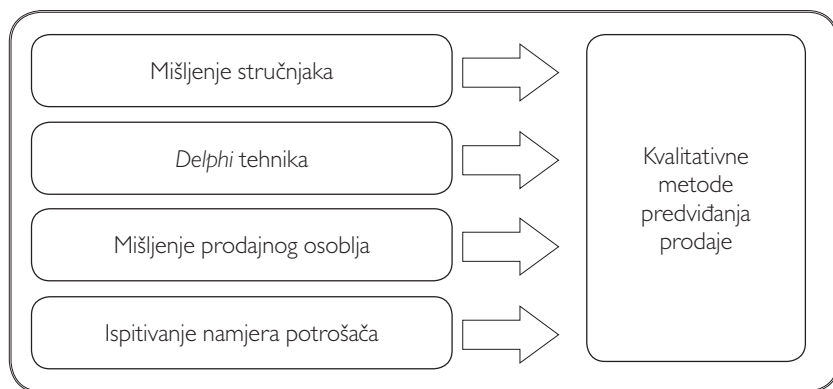 Mišljenje stručnjaka
Delphi tehnika
Mišljenje prodajnog osoblja
Ispitivanje namjera potrošača
Kvalitativne
metode
predviđanja
prodaje